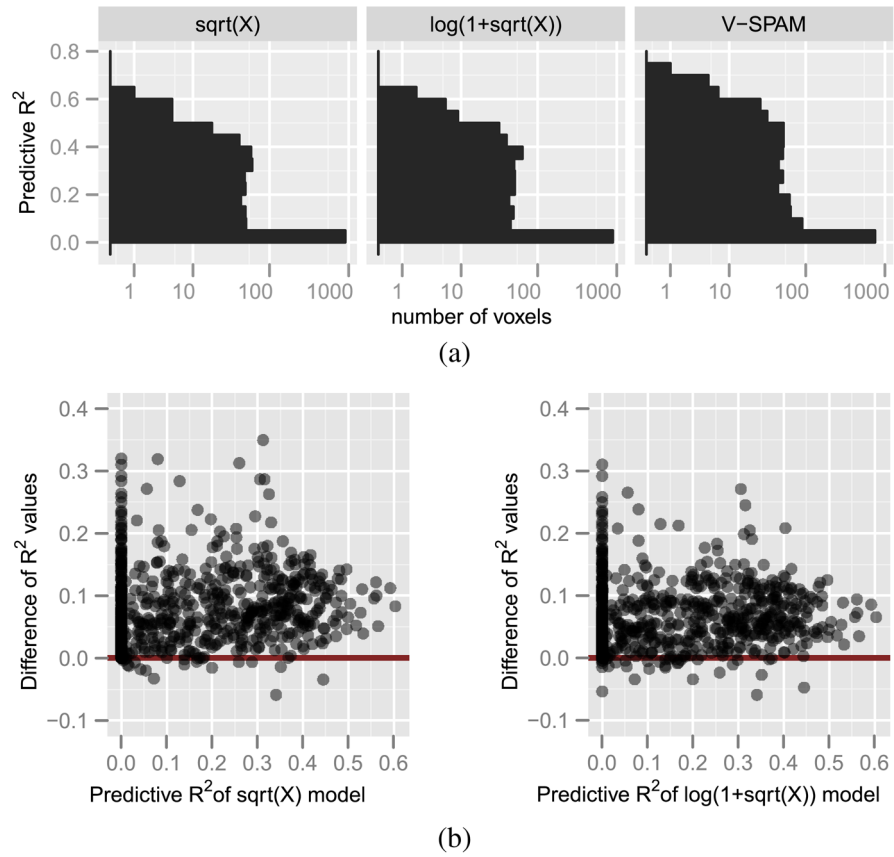 sqrt(X) log(1+sqrt(X)) V−SPAM
Predictive R²
0.8
0.6
0.4
0.2
0.0
1 10 100 1000 1 10 100 1000 1 10 100 1000
number of voxels
(a)
Difference of R² values
0.4
0.3
0.2
0.1
0.0
−0.1
0.0 0.1 0.2 0.3 0.4 0.5 0.6
Predictive R²of sqrt(X) model
Difference of R² values
0.4
0.3
0.2
0.1
0.0
−0.1
0.0 0.1 0.2 0.3 0.4 0.5 0.6
Predictive R²of log(1+sqrt(X)) model
(b)